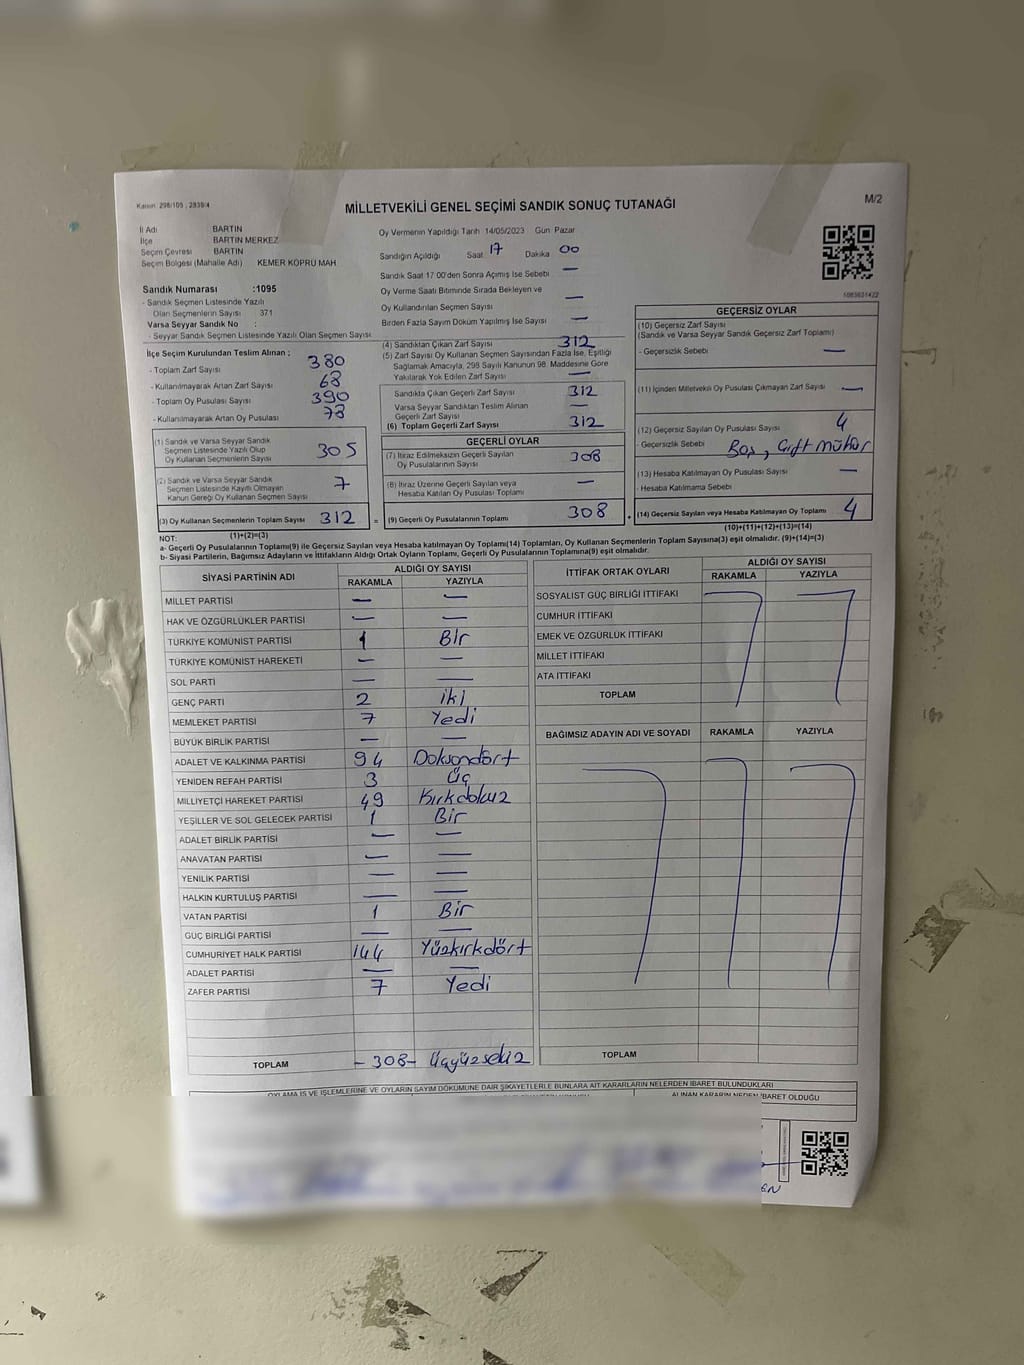 Kanun: 298/105 , 2839/4
MİLLETVEKİLİ GENEL SEÇİMİ SANDIK SONUÇ TUTANAĞI
M/2
İl Adı BARTIN
İlçe BARTIN MERKEZ
Seçim Çevresi BARTIN
Seçim Bölgesi (Mahalle Adı) KEMER KÖPRÜ MAH
Sandık Numarası :1095
- Sandık Seçmen Listesinde Yazılı
Olan Seçmenlerin Sayısı 371
Varsa Seyyar Sandık No :
- Seyyar Sandık Seçmen Listesinde Yazılı Olan Seçmen Sayısı
İlçe Seçim Kurulundan Teslim Alınan ;
- Toplam Zarf Sayısı 380
- Kullanılmayarak Artan Zarf Sayısı 68
- Toplam Oy Pusulası Sayısı 390
- Kullanılmayarak Artan Oy Pusulası 78
(1) Sandık ve Varsa Seyyar Sandık
Seçmen Listesinde Yazılı Olup
Oy Kullanan Seçmenlerin Sayısı 305
(2) Sandık ve Varsa Seyyar Sandık
Seçmen Listesinde Kayıtlı Olmayan
Kanun Gereği Oy Kullanan Seçmen Sayısı 7
(3) Oy Kullanan Seçmenlerin Toplam Sayısı 312 =
(1)+(2)=(3)
Oy Vermenin Yapıldığı Tarih 14/05/2023 Gün Pazar
Sandığın Açıldığı Saat 17 Dakika 00
Sandık Saat 17 00'den Sonra Açılmış İse Sebebi —
Oy Verme Saati Bitiminde Sırada Bekleyen ve
Oy Kullandırılan Seçmen Sayısı —
Birden Fazla Sayım Döküm Yapılmış İse Sayısı —
(4) Sandıktan Çıkan Zarf Sayısı 312
(5) Zarf Sayısı Oy Kullanan Seçmen Sayısından Fazla İse, Eşitliği
Sağlamak Amacıyla, 298 Sayılı Kanunun 98. Maddesine Göre
Yakılarak Yok Edilen Zarf Sayısı —
Sandıkta Çıkan Geçerli Zarf Sayısı 312
Varsa Seyyar Sandıktan Teslim Alınan
Geçerli Zarf Sayısı —
(6) Toplam Geçerli Zarf Sayısı 312
GEÇERLİ OYLAR
(7) İtiraz Edilmeksizin Geçerli Sayılan
Oy Pusulalarının Sayısı 308
(8) İtiraz Üzerine Geçerli Sayılan veya
Hesaba Katılan Oy Pusulası Toplamı —
(9) Geçerli Oy Pusulalarının Toplamı 308 +
1083631422
GEÇERSİZ OYLAR
(10) Geçersiz Zarf Sayısı
(Sandık ve Varsa Seyyar Sandık Geçersiz Zarf Toplamı)
- Geçersizlik Sebebi —
(11) İçinden Milletvekili Oy Pusulası Çıkmayan Zarf Sayısı —
(12) Geçersiz Sayılan Oy Pusulası Sayısı 4
- Geçersizlik Sebebi Boş, Çift mühür
(13) Hesaba Katılmayan Oy Pusulası Sayısı —
- Hesaba Katılmama Sebebi
(14) Geçersiz Sayılan veya Hesaba Katılmayan Oy Toplamı 4
(10)+(11)+(12)+(13)=(14)
NOT:
a- Geçerli Oy Pusulalarının Toplamı(9) ile Geçersiz Sayılan veya Hesaba katılmayan Oy Toplamı(14) Toplamları, Oy Kullanan Seçmenlerin Toplam Sayısına(3) eşit olmalıdır. (9)+(14)=(3)
b- Siyasi Partilerin, Bağımsız Adayların ve İttifakların Aldığı Ortak Oyların Toplamı, Geçerli Oy Pusulalarının Toplamına(9) eşit olmalıdır.
SİYASİ PARTİNİN ADI ALDIĞI OY SAYISI
RAKAMLA YAZIYLA
MİLLET PARTİSİ — —
HAK VE ÖZGÜRLÜKLER PARTİSİ — —
TÜRKİYE KOMÜNİST PARTİSİ 1 Bir
TÜRKİYE KOMÜNİST HAREKETİ — —
SOL PARTİ — —
GENÇ PARTİ 2 iki
MEMLEKET PARTİSİ 7 Yedi
BÜYÜK BİRLİK PARTİSİ — —
ADALET VE KALKINMA PARTİSİ 94 Doksandört
YENİDEN REFAH PARTİSİ 3 Üç
MİLLİYETÇİ HAREKET PARTİSİ 49 Kırkdokuz
YEŞİLLER VE SOL GELECEK PARTİSİ 1 Bir
ADALET BİRLİK PARTİSİ — —
ANAVATAN PARTİSİ — —
YENİLİK PARTİSİ — —
HALKIN KURTULUŞ PARTİSİ — —
VATAN PARTİSİ 1 Bir
GÜÇ BİRLİĞİ PARTİSİ — —
CUMHURİYET HALK PARTİSİ 144 Yüzkırkdört
ADALET PARTİSİ — —
ZAFER PARTİSİ 7 Yedi
TOPLAM -308- Üçyüzsekiz
İTTİFAK ORTAK OYLARI ALDIĞI OY SAYISI
RAKAMLA YAZIYLA
SOSYALİST GÜÇ BİRLİĞİ İTTİFAKI
CUMHUR İTTİFAKI
EMEK VE ÖZGÜRLÜK İTTİFAKI
MİLLET İTTİFAKI
ATA İTTİFAKI
TOPLAM
BAĞIMSIZ ADAYIN ADI VE SOYADI RAKAMLA YAZIYLA
TOPLAM
OYLAMA İŞ VE İŞLEMLERİNE VE OYLARIN SAYIM DÖKÜMÜNE DAİR ŞİKAYETLERLE BUNLARA AİT KARARLARIN NELERDEN İBARET BULUNDUKLARI
ALINAN KARARIN NEDEN İBARET OLDUĞU